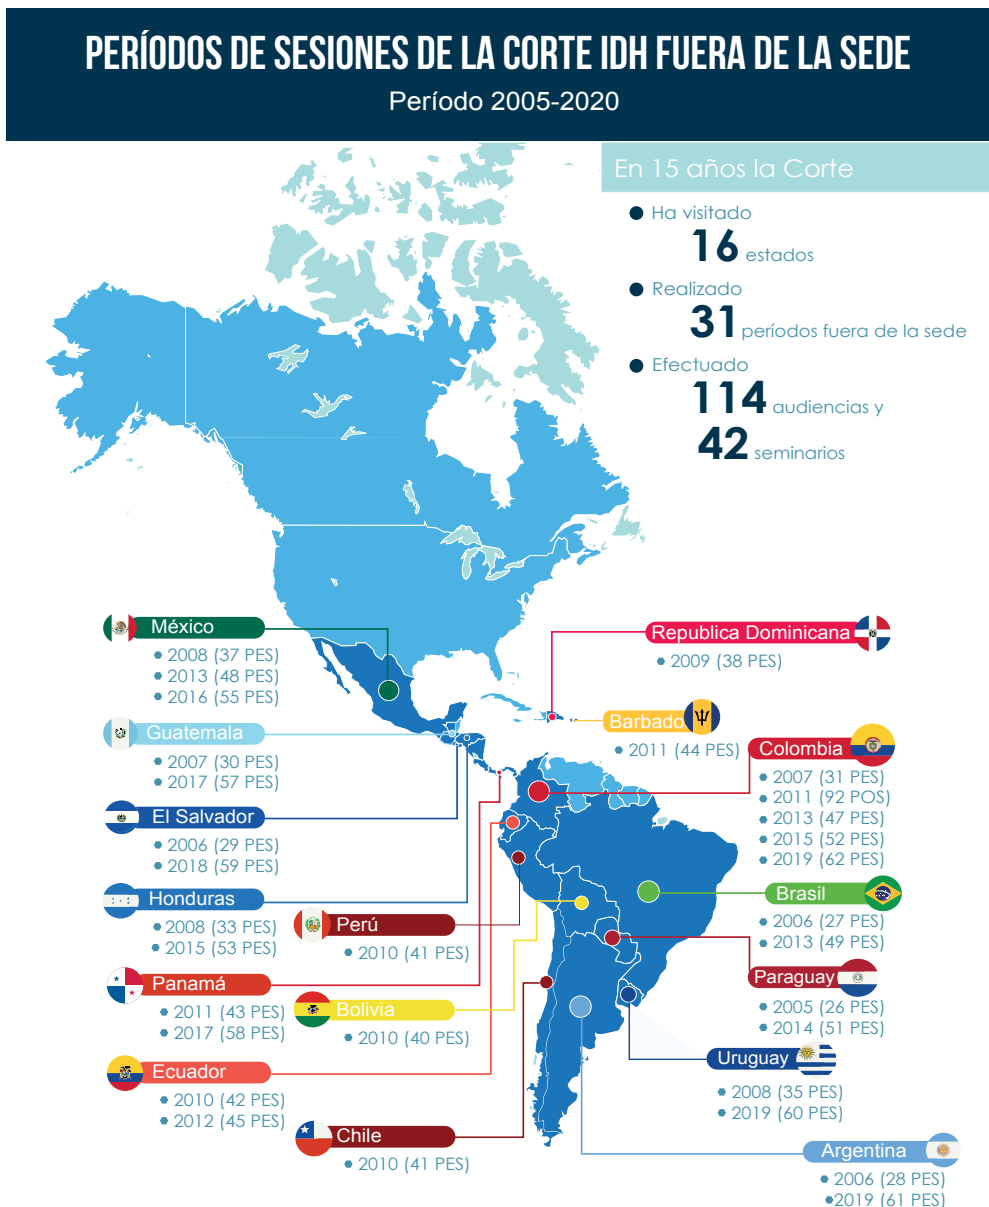 PERÍODOS DE SESIONES DE LA CORTE IDH FUERA DE LA SEDE
Período 2005-2020
En 15 años la Corte
Ha visitado
16 estados
Realizado
31 períodos fuera de la sede
Efectuado
114 audiencias y
42 seminarios
México
2008 (37 PES)
2013 (48 PES)
2016 (55 PES)
Guatemala
2007 (30 PES)
2017 (57 PES)
El Salvador
2006 (29 PES)
2018 (59 PES)
Honduras
2008 (33 PES)
2015 (53 PES)
Perú
2010 (41 PES)
Panamá
2011 (43 PES)
2017 (58 PES)
Bolivia
2010 (40 PES)
Ecuador
2010 (42 PES)
2012 (45 PES)
Chile
2010 (41 PES)
Republica Dominicana
2009 (38 PES)
Barbado
2011 (44 PES)
Colombia
2007 (31 PES)
2011 (92 POS)
2013 (47 PES)
2015 (52 PES)
2019 (62 PES)
Brasil
2006 (27 PES)
2013 (49 PES)
Paraguay
2005 (26 PES)
2014 (51 PES)
Uruguay
2008 (35 PES)
2019 (60 PES)
Argentina
2006 (28 PES)
2019 (61 PES)